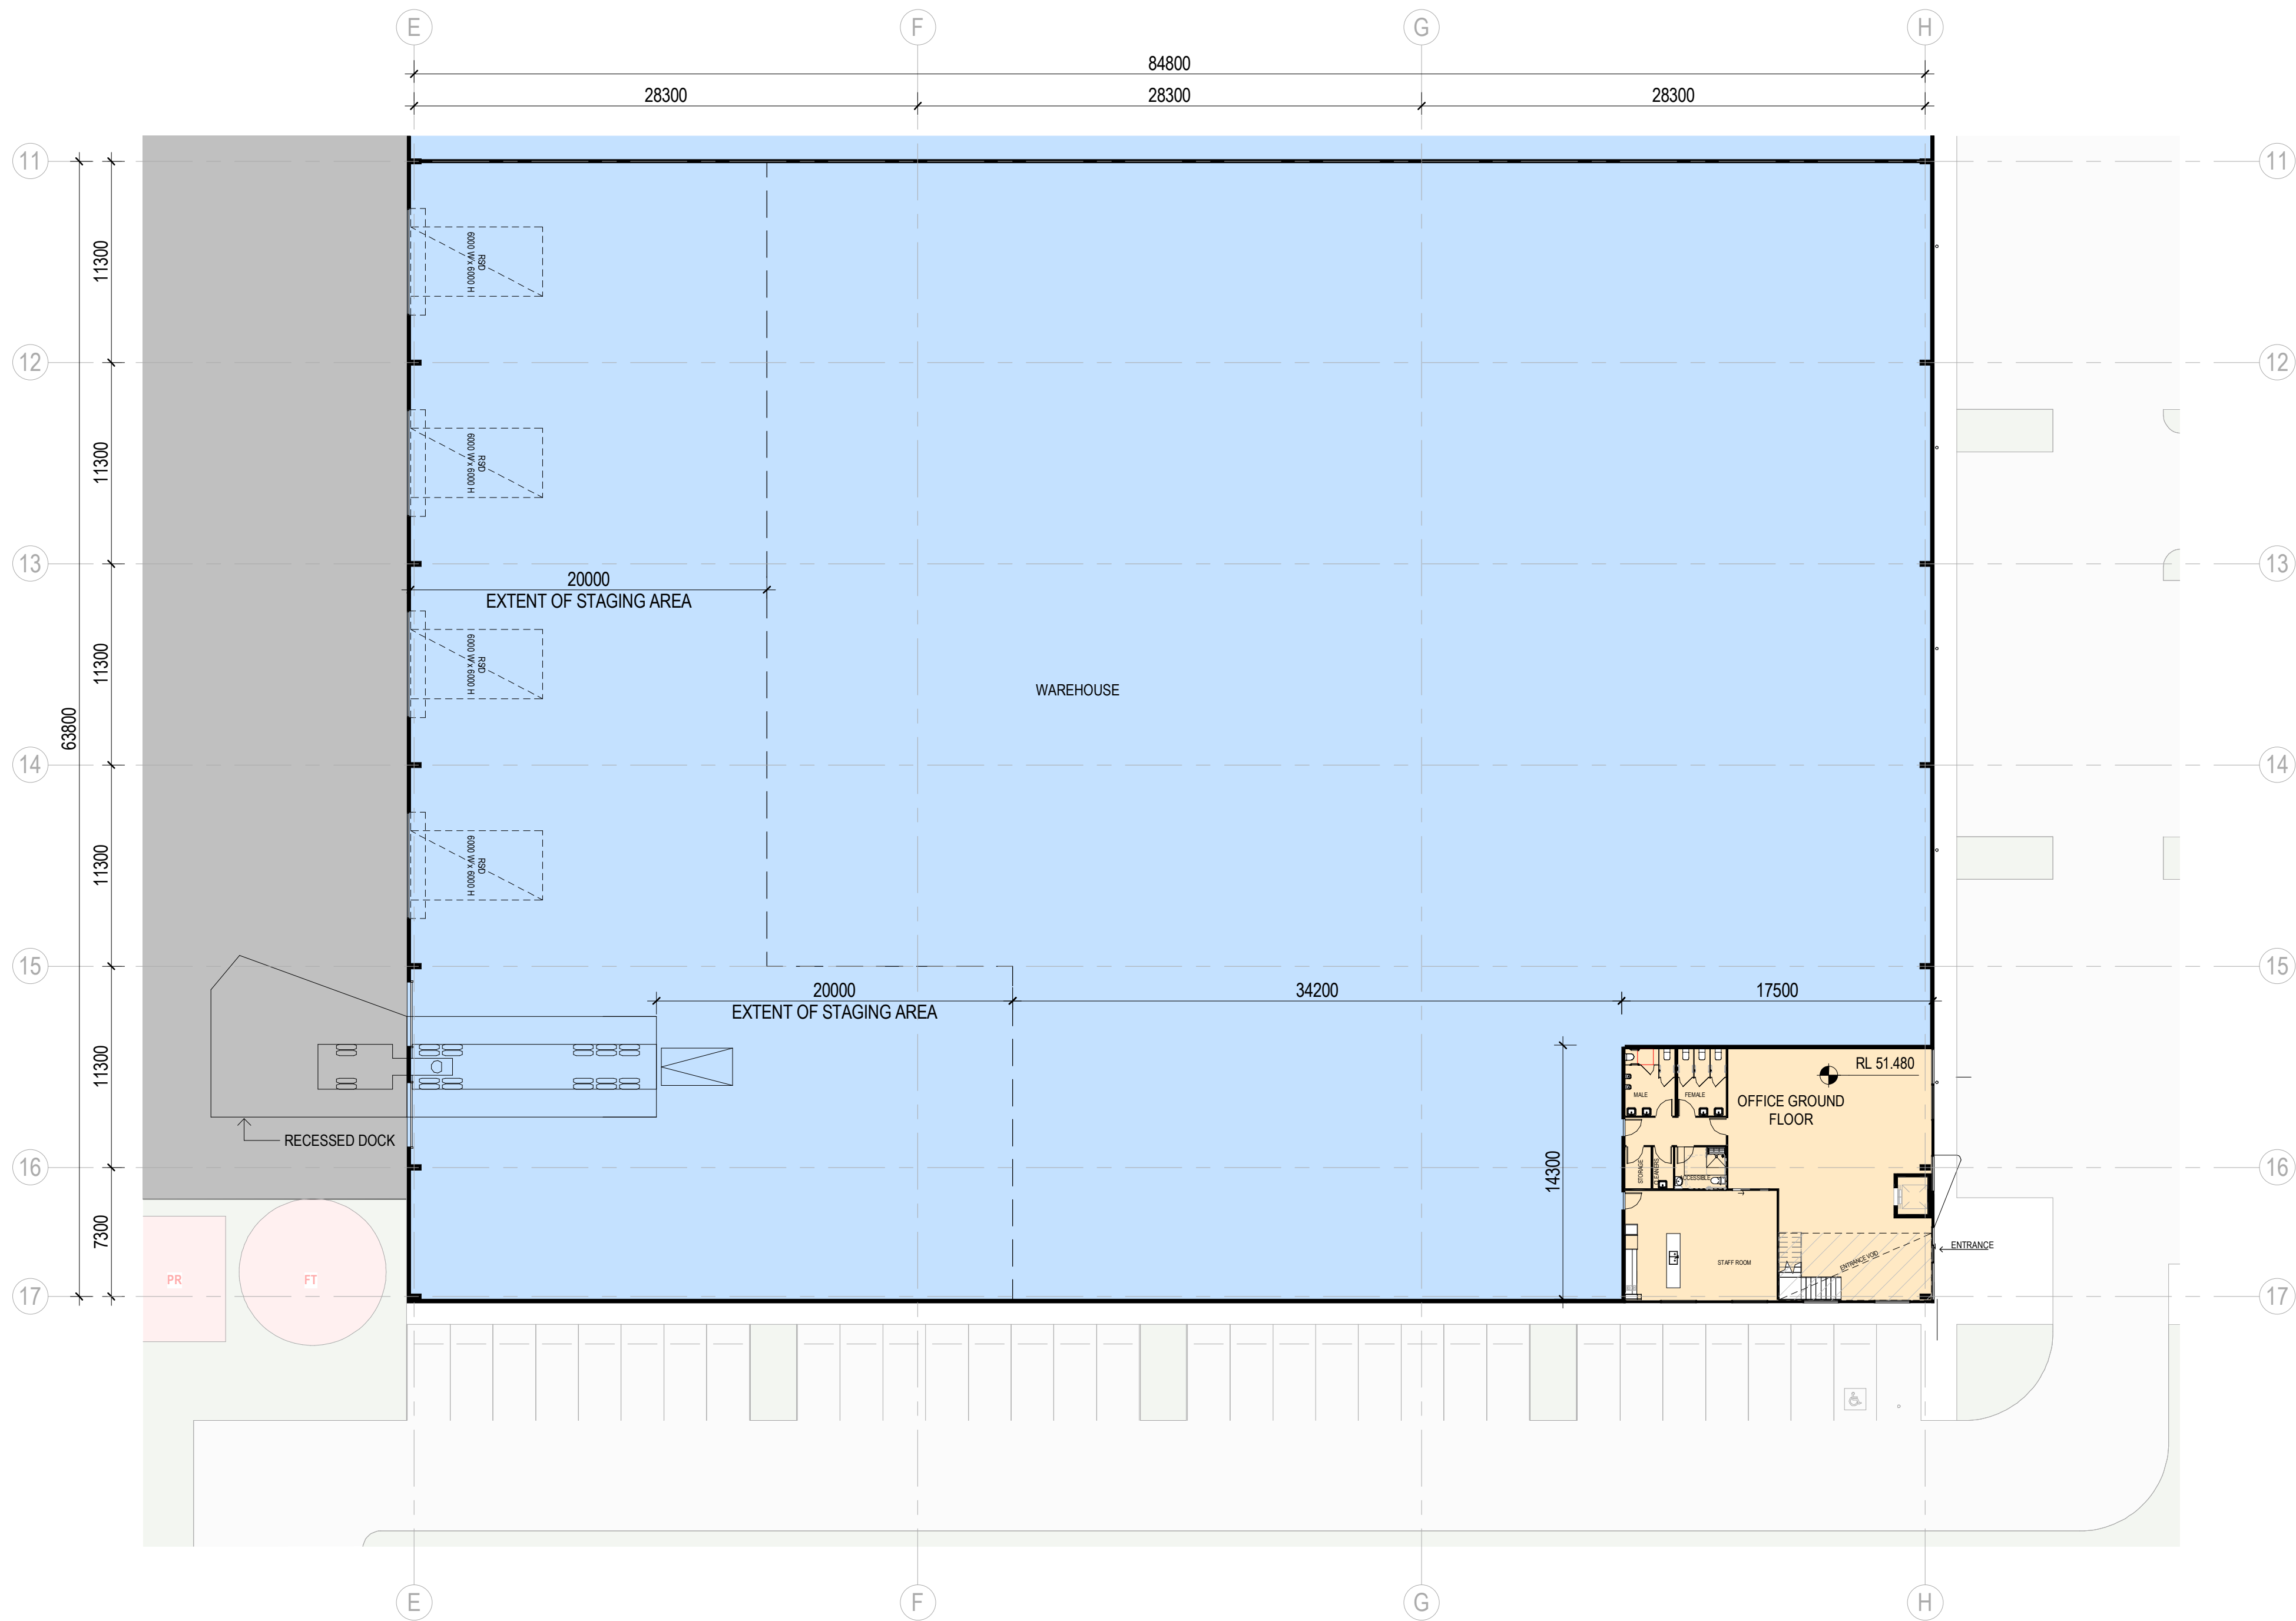 E F G H
84800
28300 28300 28300
11 11
11300
RSD
6000 W x 6000 H
12 12
11300
RSD
6000 W x 6000 H
13 13
20000
EXTENT OF STAGING AREA
11300
RSD
6000 W x 6000 H
WAREHOUSE
63800
14 14
11300
RSD
6000 W x 6000 H
15 15
20000 34200 17500
EXTENT OF STAGING AREA
11300
RL 51.480
MALE FEMALE
OFFICE GROUND
FLOOR
RECESSED DOCK
14300
16 16
STORAGE
CLEANERS
ACCESSIBLE
7300
ENTRANCE
ENTRANCE VOID
STAFF ROOM
PR FT
17 17
E F G H